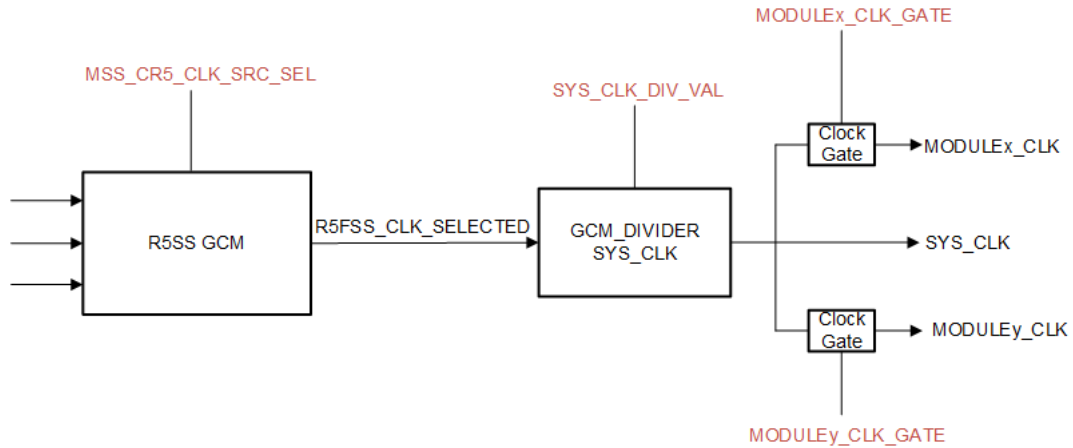 MODULEx_CLK_GATE
MSS_CR5_CLK_SRC_SEL
SYS_CLK_DIV_VAL
Clock
Gate
MODULEx_CLK
R5SS GCM
R5FSS_CLK_SELECTED
GCM_DIVIDER
SYS_CLK
SYS_CLK
Clock
Gate
MODULEy_CLK
MODULEy_CLK_GATE